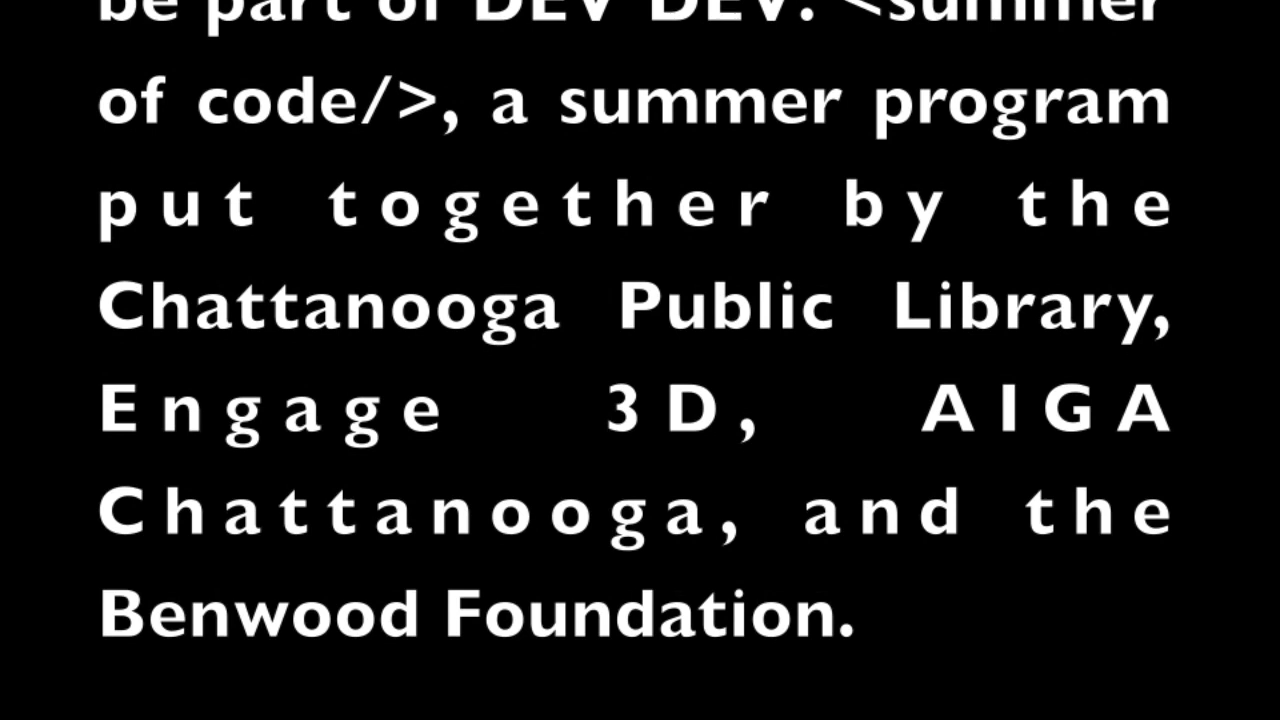 be part of DEV DEV: <summer
of code/>, a summer program
put together by the
Chattanooga Public Library,
Engage 3D, AIGA
Chattanooga, and the
Benwood Foundation.